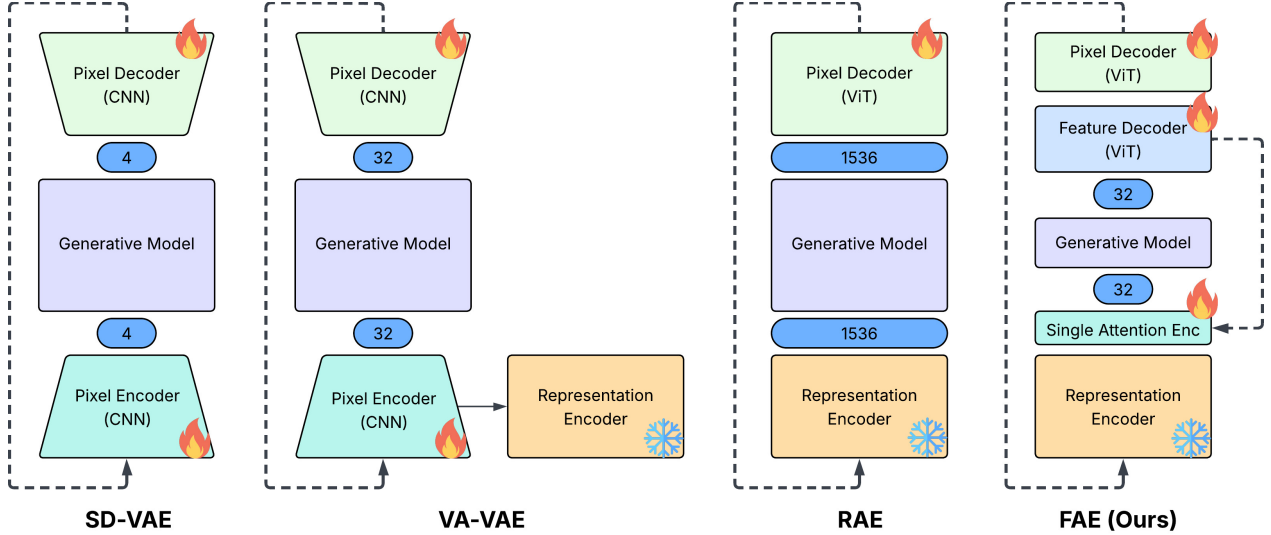 Pixel Decoder
(CNN)
4
Generative Model
4
Pixel Encoder
(CNN)
SD-VAE
Pixel Decoder
(CNN)
32
Generative Model
32
Pixel Encoder
(CNN)
Representation
Encoder
VA-VAE
Pixel Decoder
(ViT)
1536
Generative Model
1536
Representation
Encoder
RAE
Pixel Decoder
(ViT)
Feature Decoder
(ViT)
32
Generative Model
32
Single Attention Enc
Representation
Encoder
FAE (Ours)